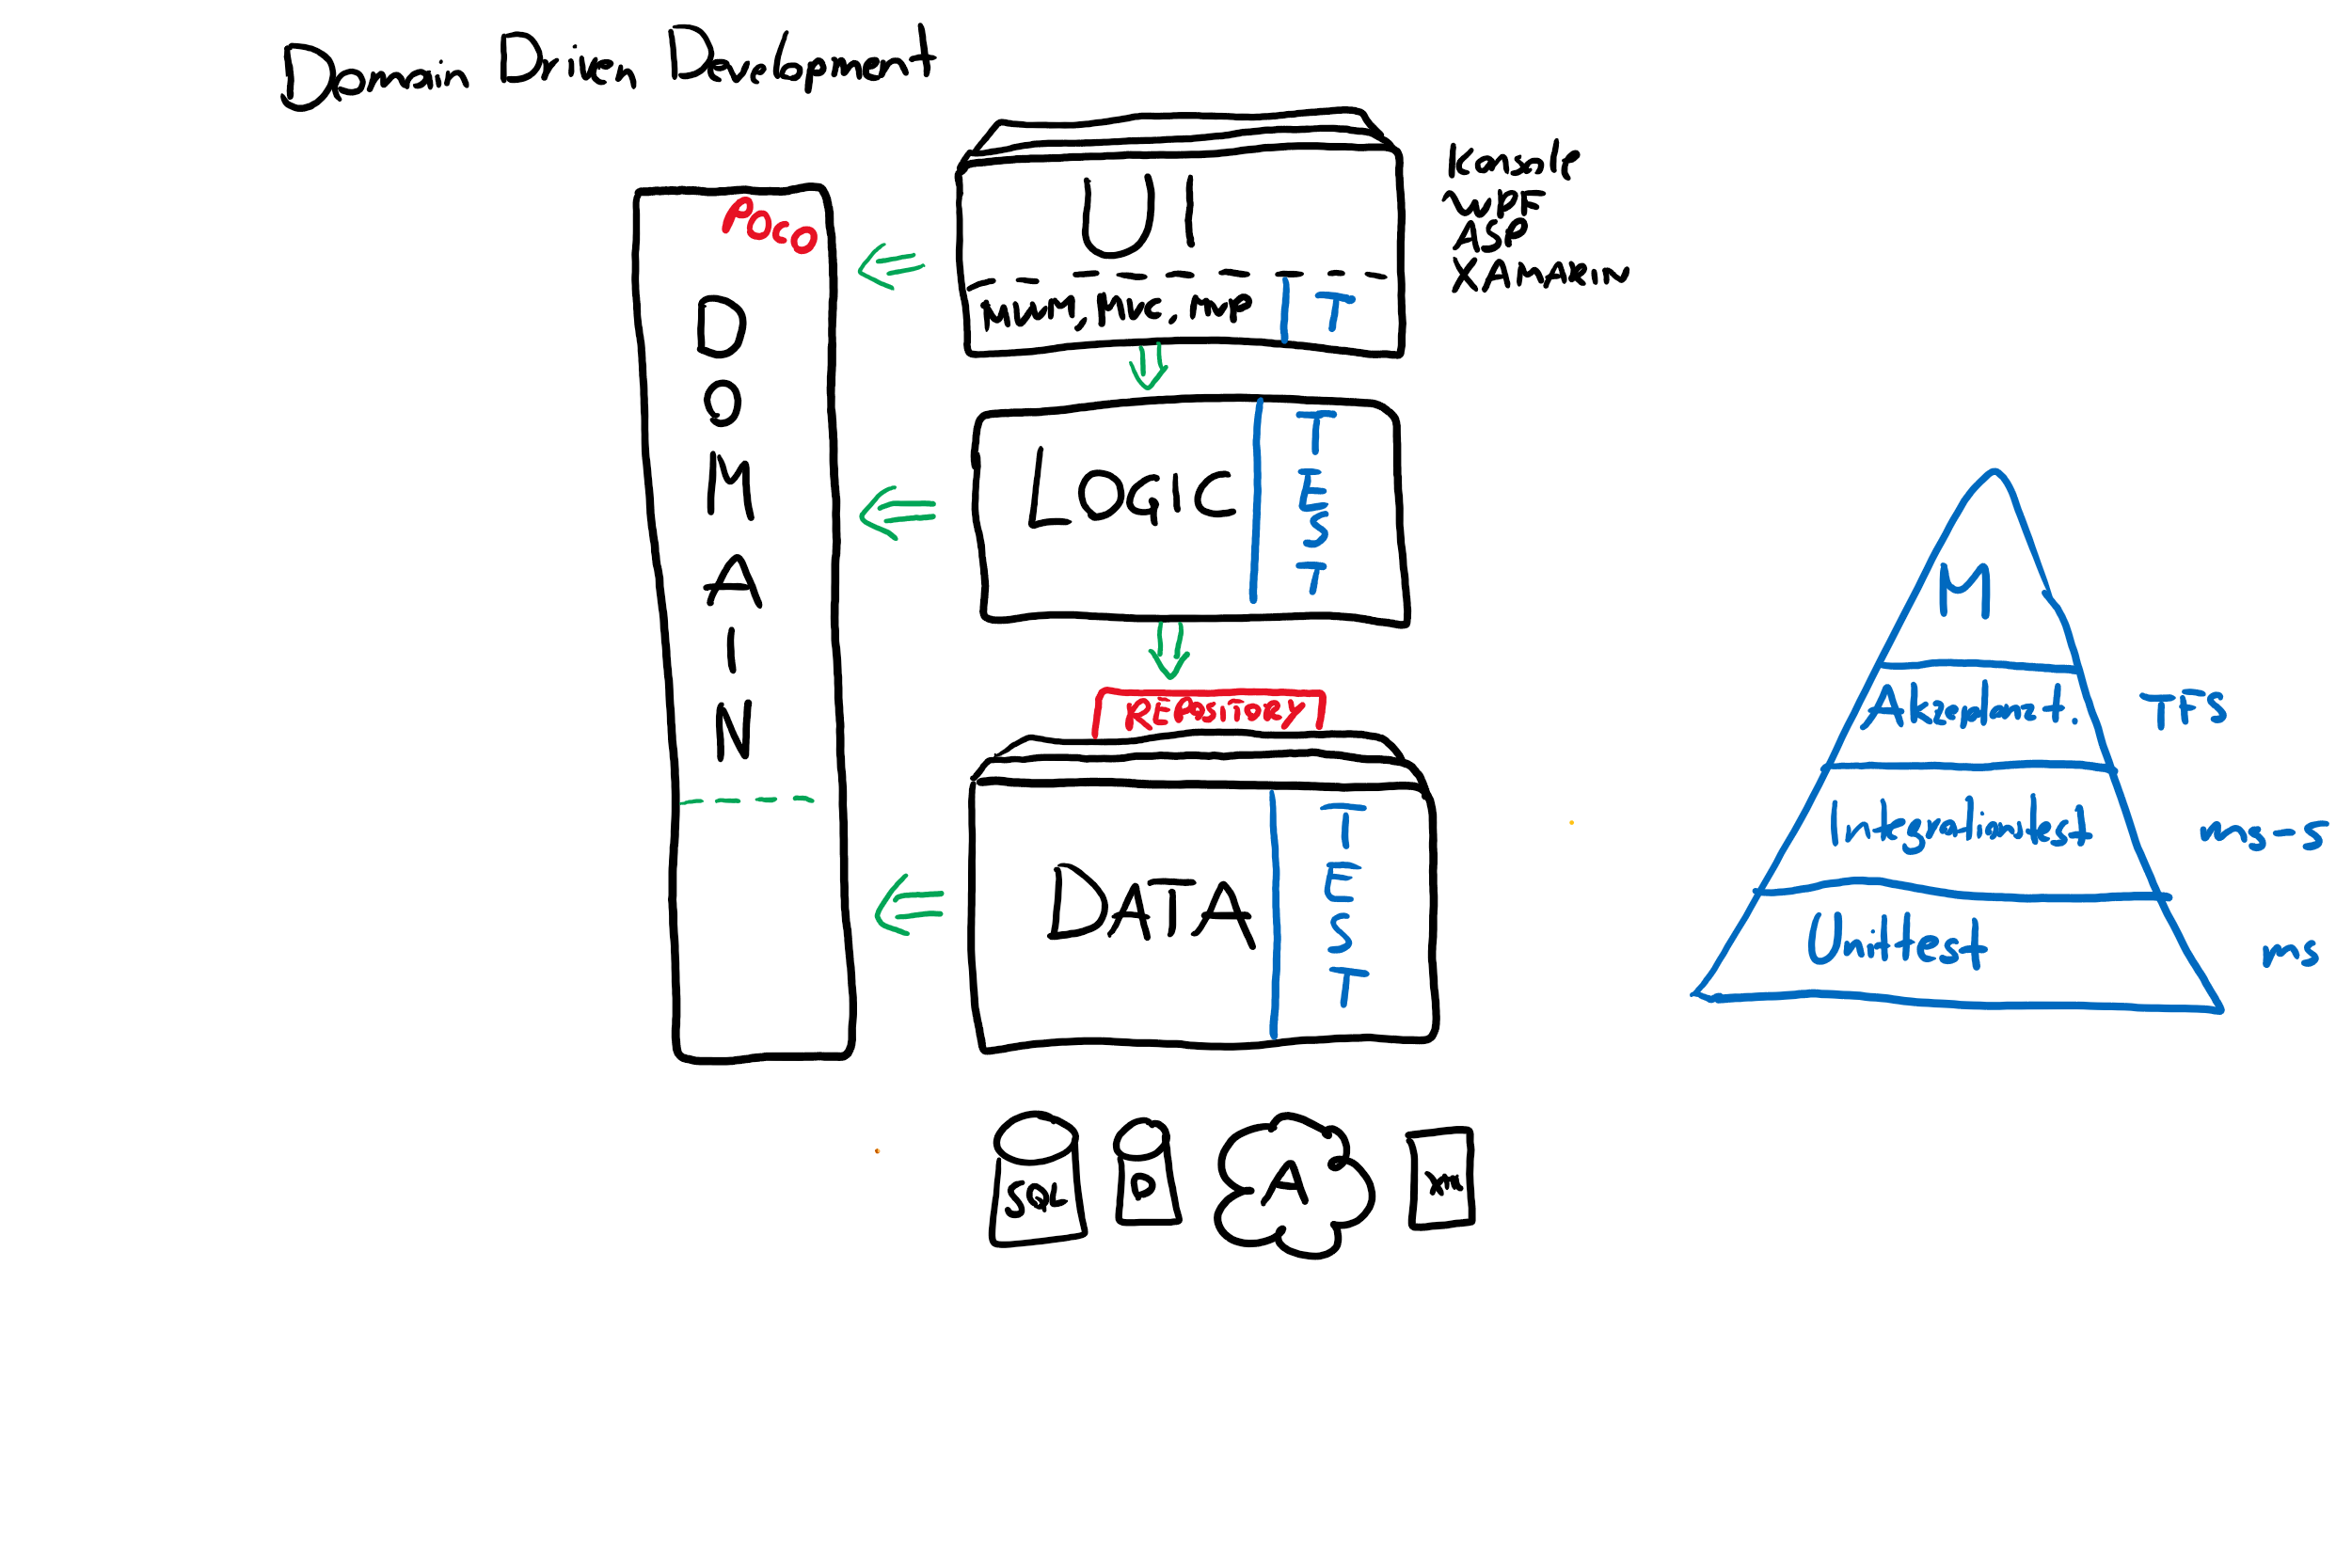 Domain Driven Development
POCO
DOMAIN
UI
MVVM, MVC, MVP
T
Konsole
WPF
ASP
XAMARIN
LOGIC
TEST
REPOSITORY
DATA
TEST
SQL
D
A
XML
M
Akzeptanzt.
TFS
Integrationtest
ms-s
Unittest
ms